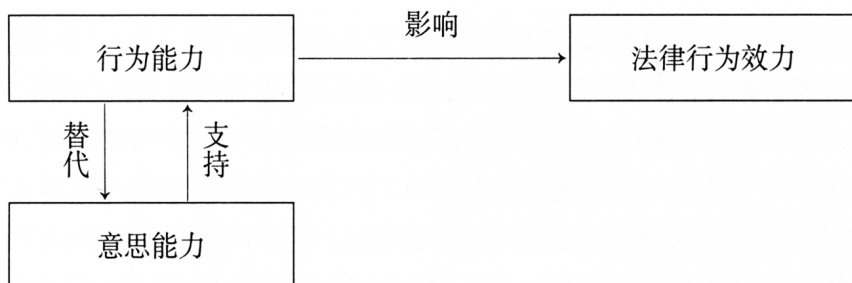 影响
行为能力
法律行为效力
替代
支持
意思能力